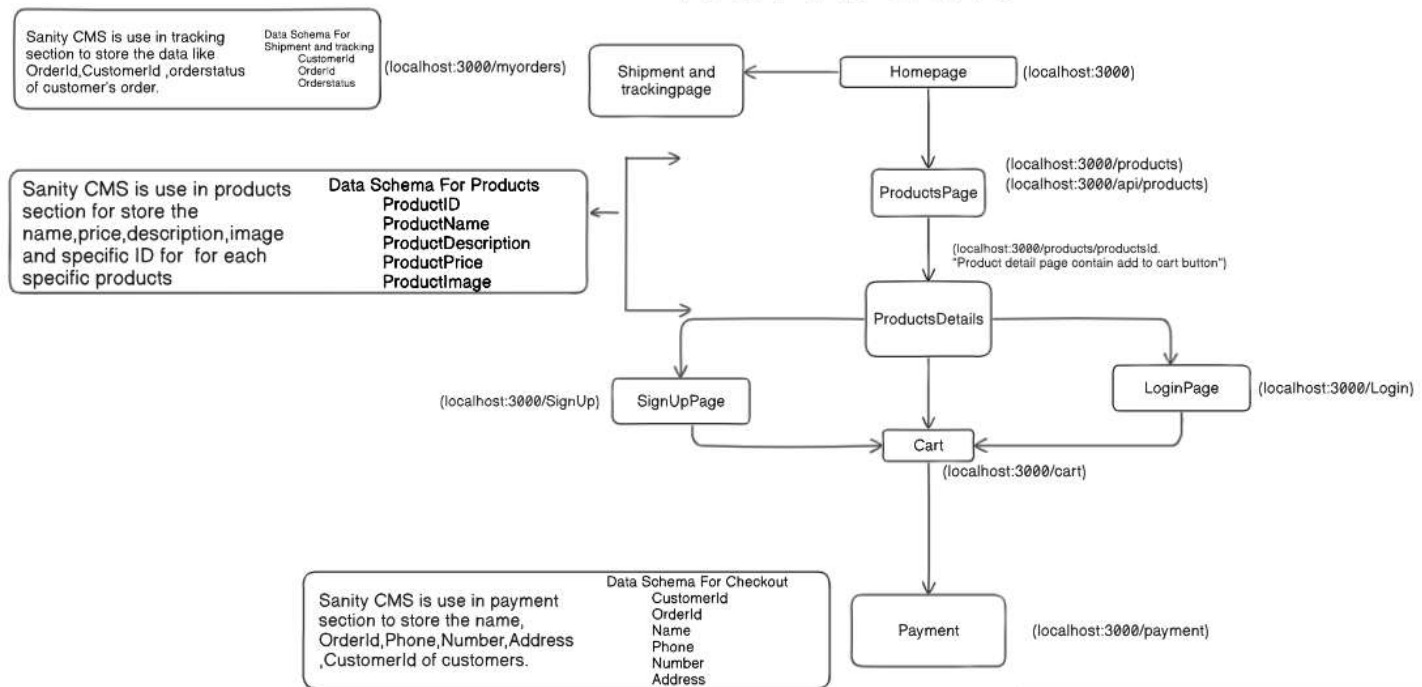 Sanity CMS is use in tracking
section to store the data like
OrderId,CustomerId ,orderstatus
of customer's order.
Data Schema For
Shipment and tracking
CustomerId
OrderId
Orderstatus
(localhost:3000/myorders)
Shipment and
trackingpage
Homepage
(localhost:3000)
Sanity CMS is use in products
section for store the
name,price,description,image
and specific ID for for each
specific products
Data Schema For Products
ProductID
ProductName
ProductDescription
ProductPrice
ProductImage
ProductsPage
(localhost:3000/products)
(localhost:3000/api/products)
(localhost:3000/products/productsId.
"Product detail page contain add to cart button")
ProductsDetails
(localhost:3000/SignUp)
SignUpPage
LoginPage
(localhost:3000/Login)
Cart
(localhost:3000/cart)
Sanity CMS is use in payment
section to store the name,
OrderId,Phone,Number,Address
,CustomerId of customers.
Data Schema For Checkout
CustomerId
OrderId
Name
Phone
Number
Address
Payment
(localhost:3000/payment)